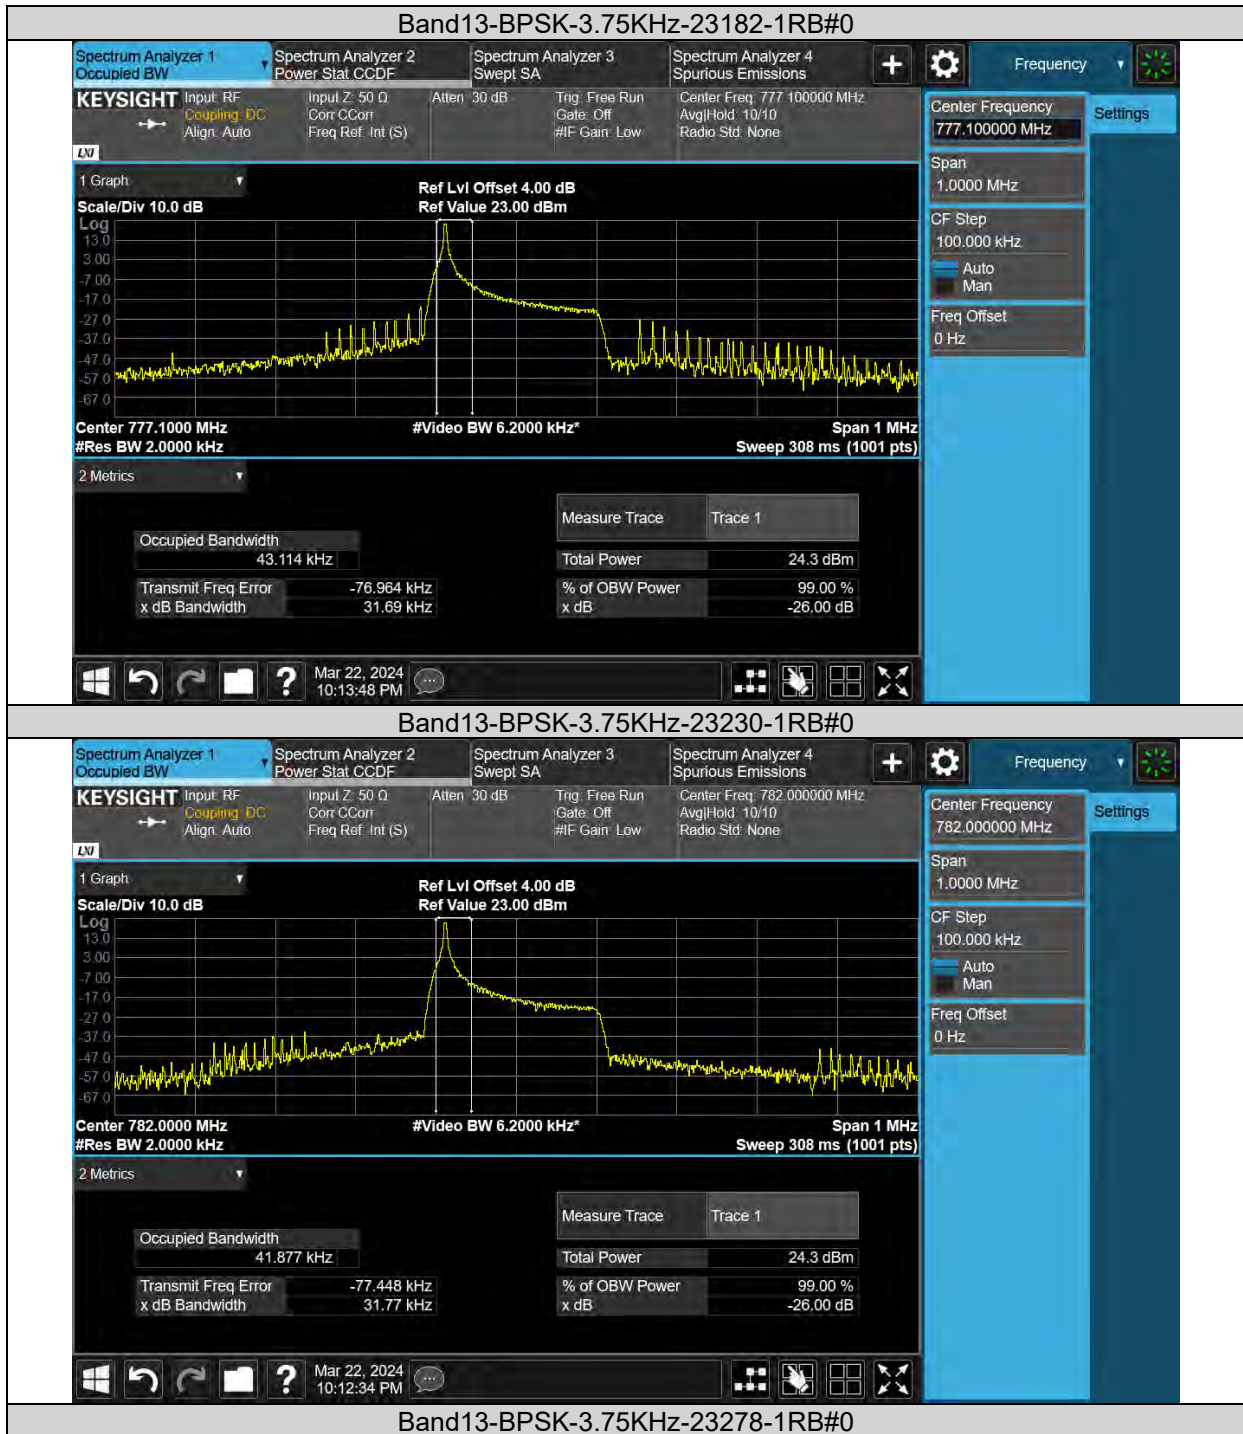 Band13-BPSK-3.75KHz-23182-1RB#0
Spectrum Analyzer 1
Occupied BW
Spectrum Analyzer 2
Power Stat CCDF
Spectrum Analyzer 3
Swept SA
Spectrum Analyzer 4
Spurious Emissions
Frequency
KEYSIGHT
Input: RF
Coupling: DC
Align: Auto
Input Z: 50 Ω
Corr CCorr
Freq Ref: Int (S)
Atten: 30 dB
Trig: Free Run
Gate: Off
#IF Gain: Low
Center Freq: 777.100000 MHz
Avg|Hold: 10/10
Radio Std: None
LXI
Center Frequency
777.100000 MHz
Settings
Span
1.0000 MHz
CF Step
100.000 kHz
Auto
Man
Freq Offset
0 Hz
1 Graph
Scale/Div 10.0 dB
Ref Lvl Offset 4.00 dB
Ref Value 23.00 dBm
Log
13.0
3.00
-7.00
-17.0
-27.0
-37.0
-47.0
-57.0
-67.0
Center 777.1000 MHz
#Res BW 2.0000 kHz
#Video BW 6.2000 kHz*
Span 1 MHz
Sweep 308 ms (1001 pts)
2 Metrics
Measure Trace Trace 1
Occupied Bandwidth
43.114 kHz
Total Power 24.3 dBm
Transmit Freq Error -76.964 kHz
% of OBW Power 99.00 %
x dB Bandwidth 31.69 kHz
x dB -26.00 dB
Mar 22, 2024
10:13:48 PM
Band13-BPSK-3.75KHz-23230-1RB#0
Spectrum Analyzer 1
Occupied BW
Spectrum Analyzer 2
Power Stat CCDF
Spectrum Analyzer 3
Swept SA
Spectrum Analyzer 4
Spurious Emissions
Frequency
KEYSIGHT
Input: RF
Coupling: DC
Align: Auto
Input Z: 50 Ω
Corr CCorr
Freq Ref: Int (S)
Atten: 30 dB
Trig: Free Run
Gate: Off
#IF Gain: Low
Center Freq: 782.000000 MHz
Avg|Hold: 10/10
Radio Std: None
LXI
Center Frequency
782.000000 MHz
Settings
Span
1.0000 MHz
CF Step
100.000 kHz
Auto
Man
Freq Offset
0 Hz
1 Graph
Scale/Div 10.0 dB
Ref Lvl Offset 4.00 dB
Ref Value 23.00 dBm
Log
13.0
3.00
-7.00
-17.0
-27.0
-37.0
-47.0
-57.0
-67.0
Center 782.0000 MHz
#Res BW 2.0000 kHz
#Video BW 6.2000 kHz*
Span 1 MHz
Sweep 308 ms (1001 pts)
2 Metrics
Measure Trace Trace 1
Occupied Bandwidth
41.877 kHz
Total Power 24.3 dBm
Transmit Freq Error -77.448 kHz
% of OBW Power 99.00 %
x dB Bandwidth 31.77 kHz
x dB -26.00 dB
Mar 22, 2024
10:12:34 PM
Band13-BPSK-3.75KHz-23278-1RB#0